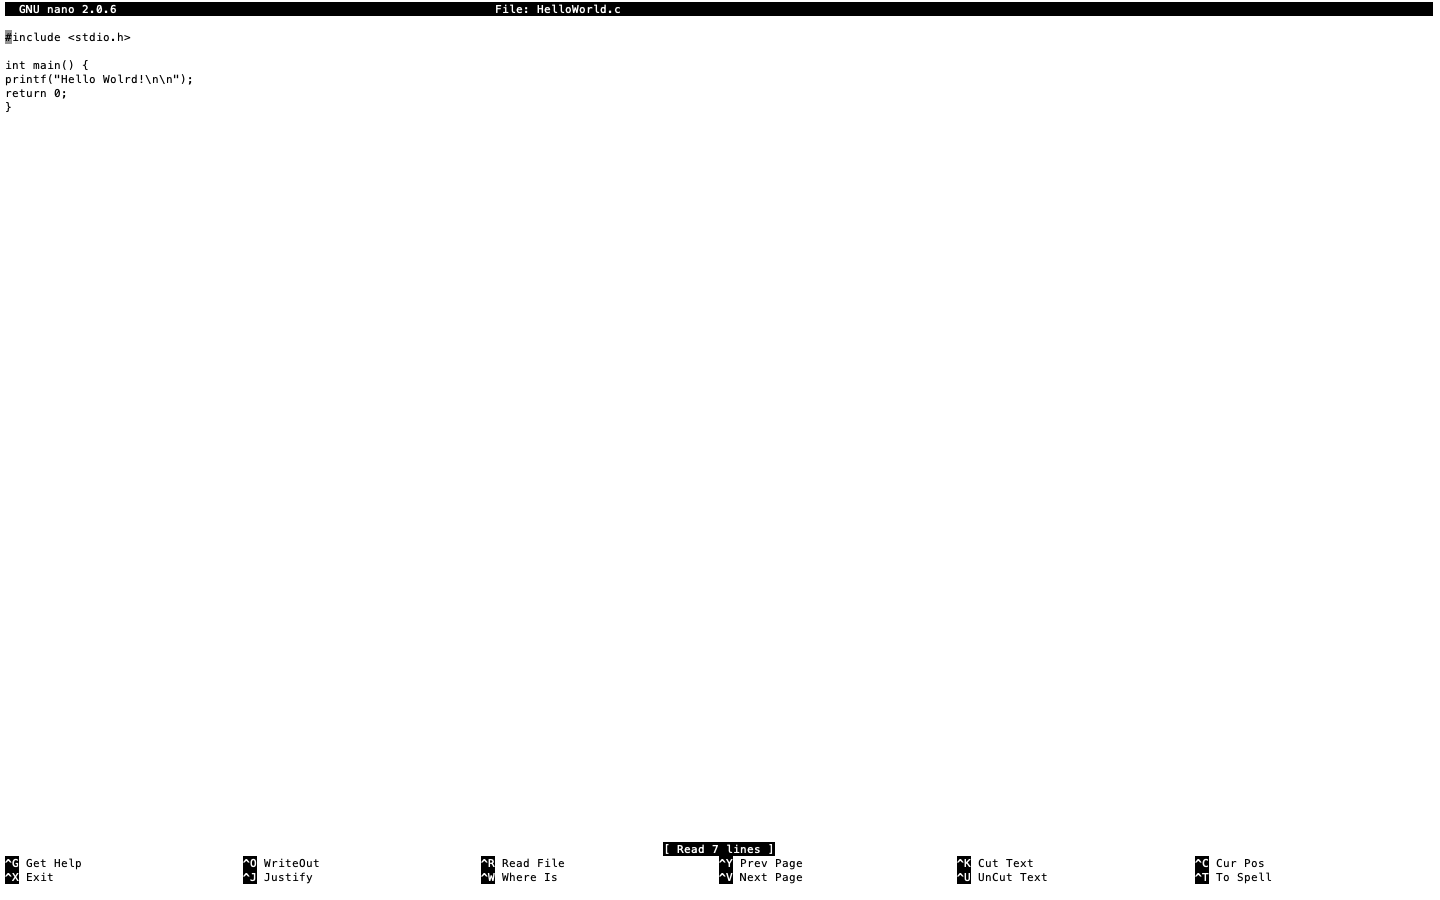 GNU nano 2.0.6 File: HelloWorld.c
#include <stdio.h>
int main() {
printf("Hello Wolrd!\n\n");
return 0;
}
[ Read 7 lines ]
^G Get Help ^O WriteOut ^R Read File ^Y Prev Page ^K Cut Text ^C Cur Pos
^X Exit ^J Justify ^W Where Is ^V Next Page ^U UnCut Text ^T To Spell